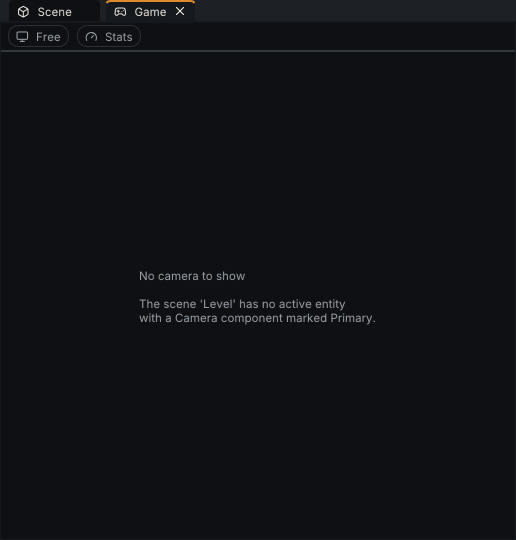 Scene
Game
Free
Stats
No camera to show
The scene 'Level' has no active entity
with a Camera component marked Primary.